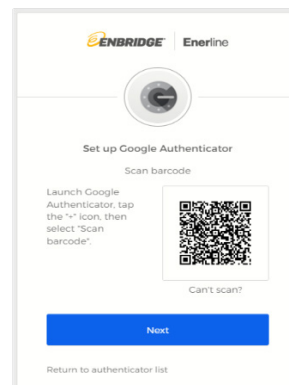 ENBRIDGE Enerline
Set up Google Authenticator
Scan barcode
Launch Google
Authenticator, tap
the "+" icon, then
select "Scan
barcode".
Can't scan?
Next
Return to authenticator list